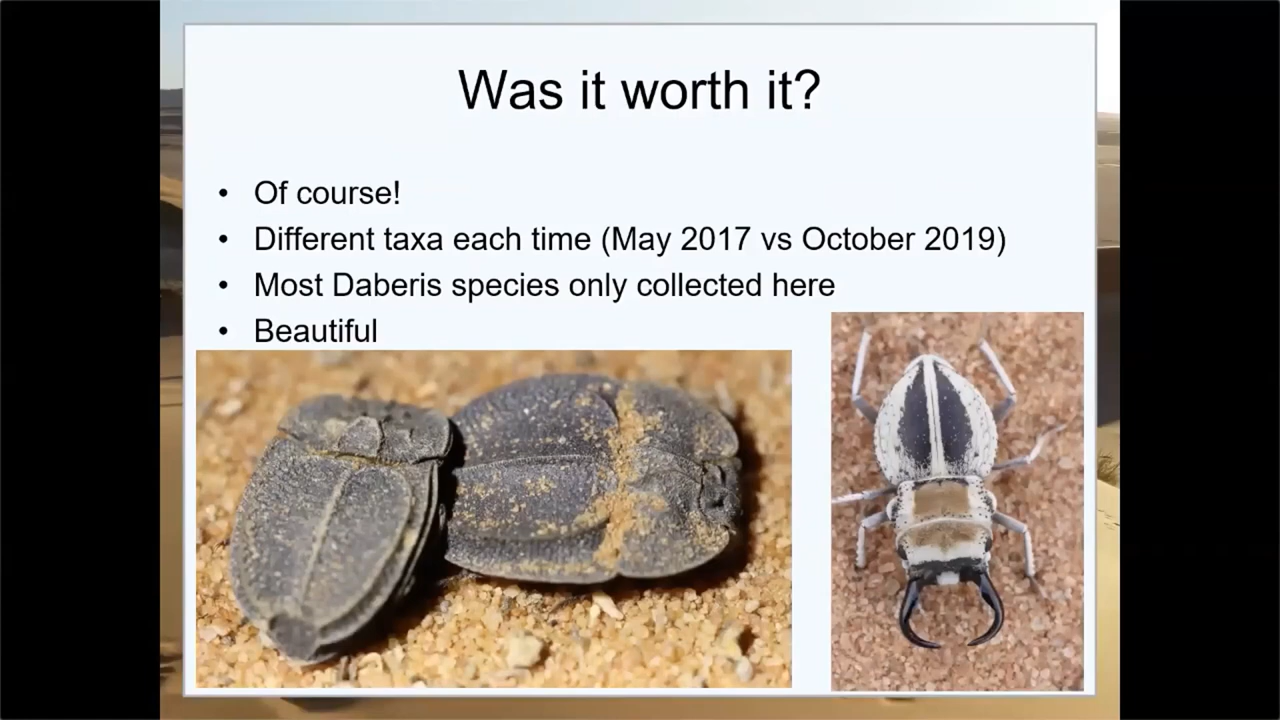 Was it worth it?
• Of course!
• Different taxa each time (May 2017 vs October 2019)
• Most Daberis species only collected here
• Beautiful